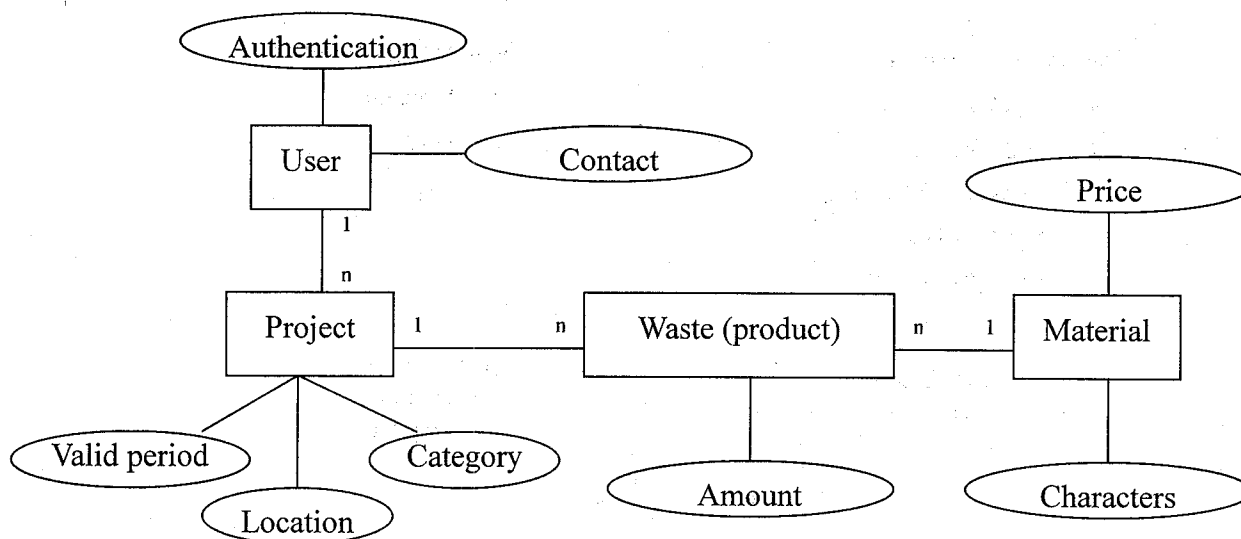 Authentication
User
Contact
Price
1
n
Project
1
n
Waste (product)
n
1
Material
Valid period
Category
Location
Amount
Characters